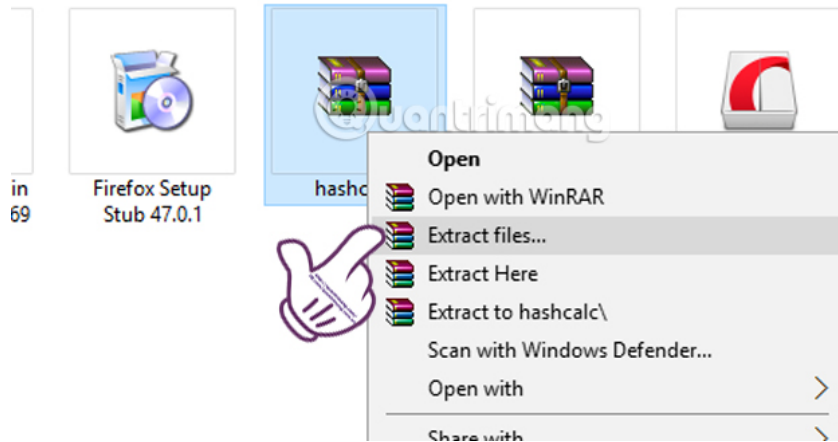 in
69
Firefox Setup
Stub 47.0.1
hashc
Quantrimang
Open
Open with WinRAR
Extract files...
Extract Here
Extract to hashcalc\
Scan with Windows Defender...
Open with
Share with